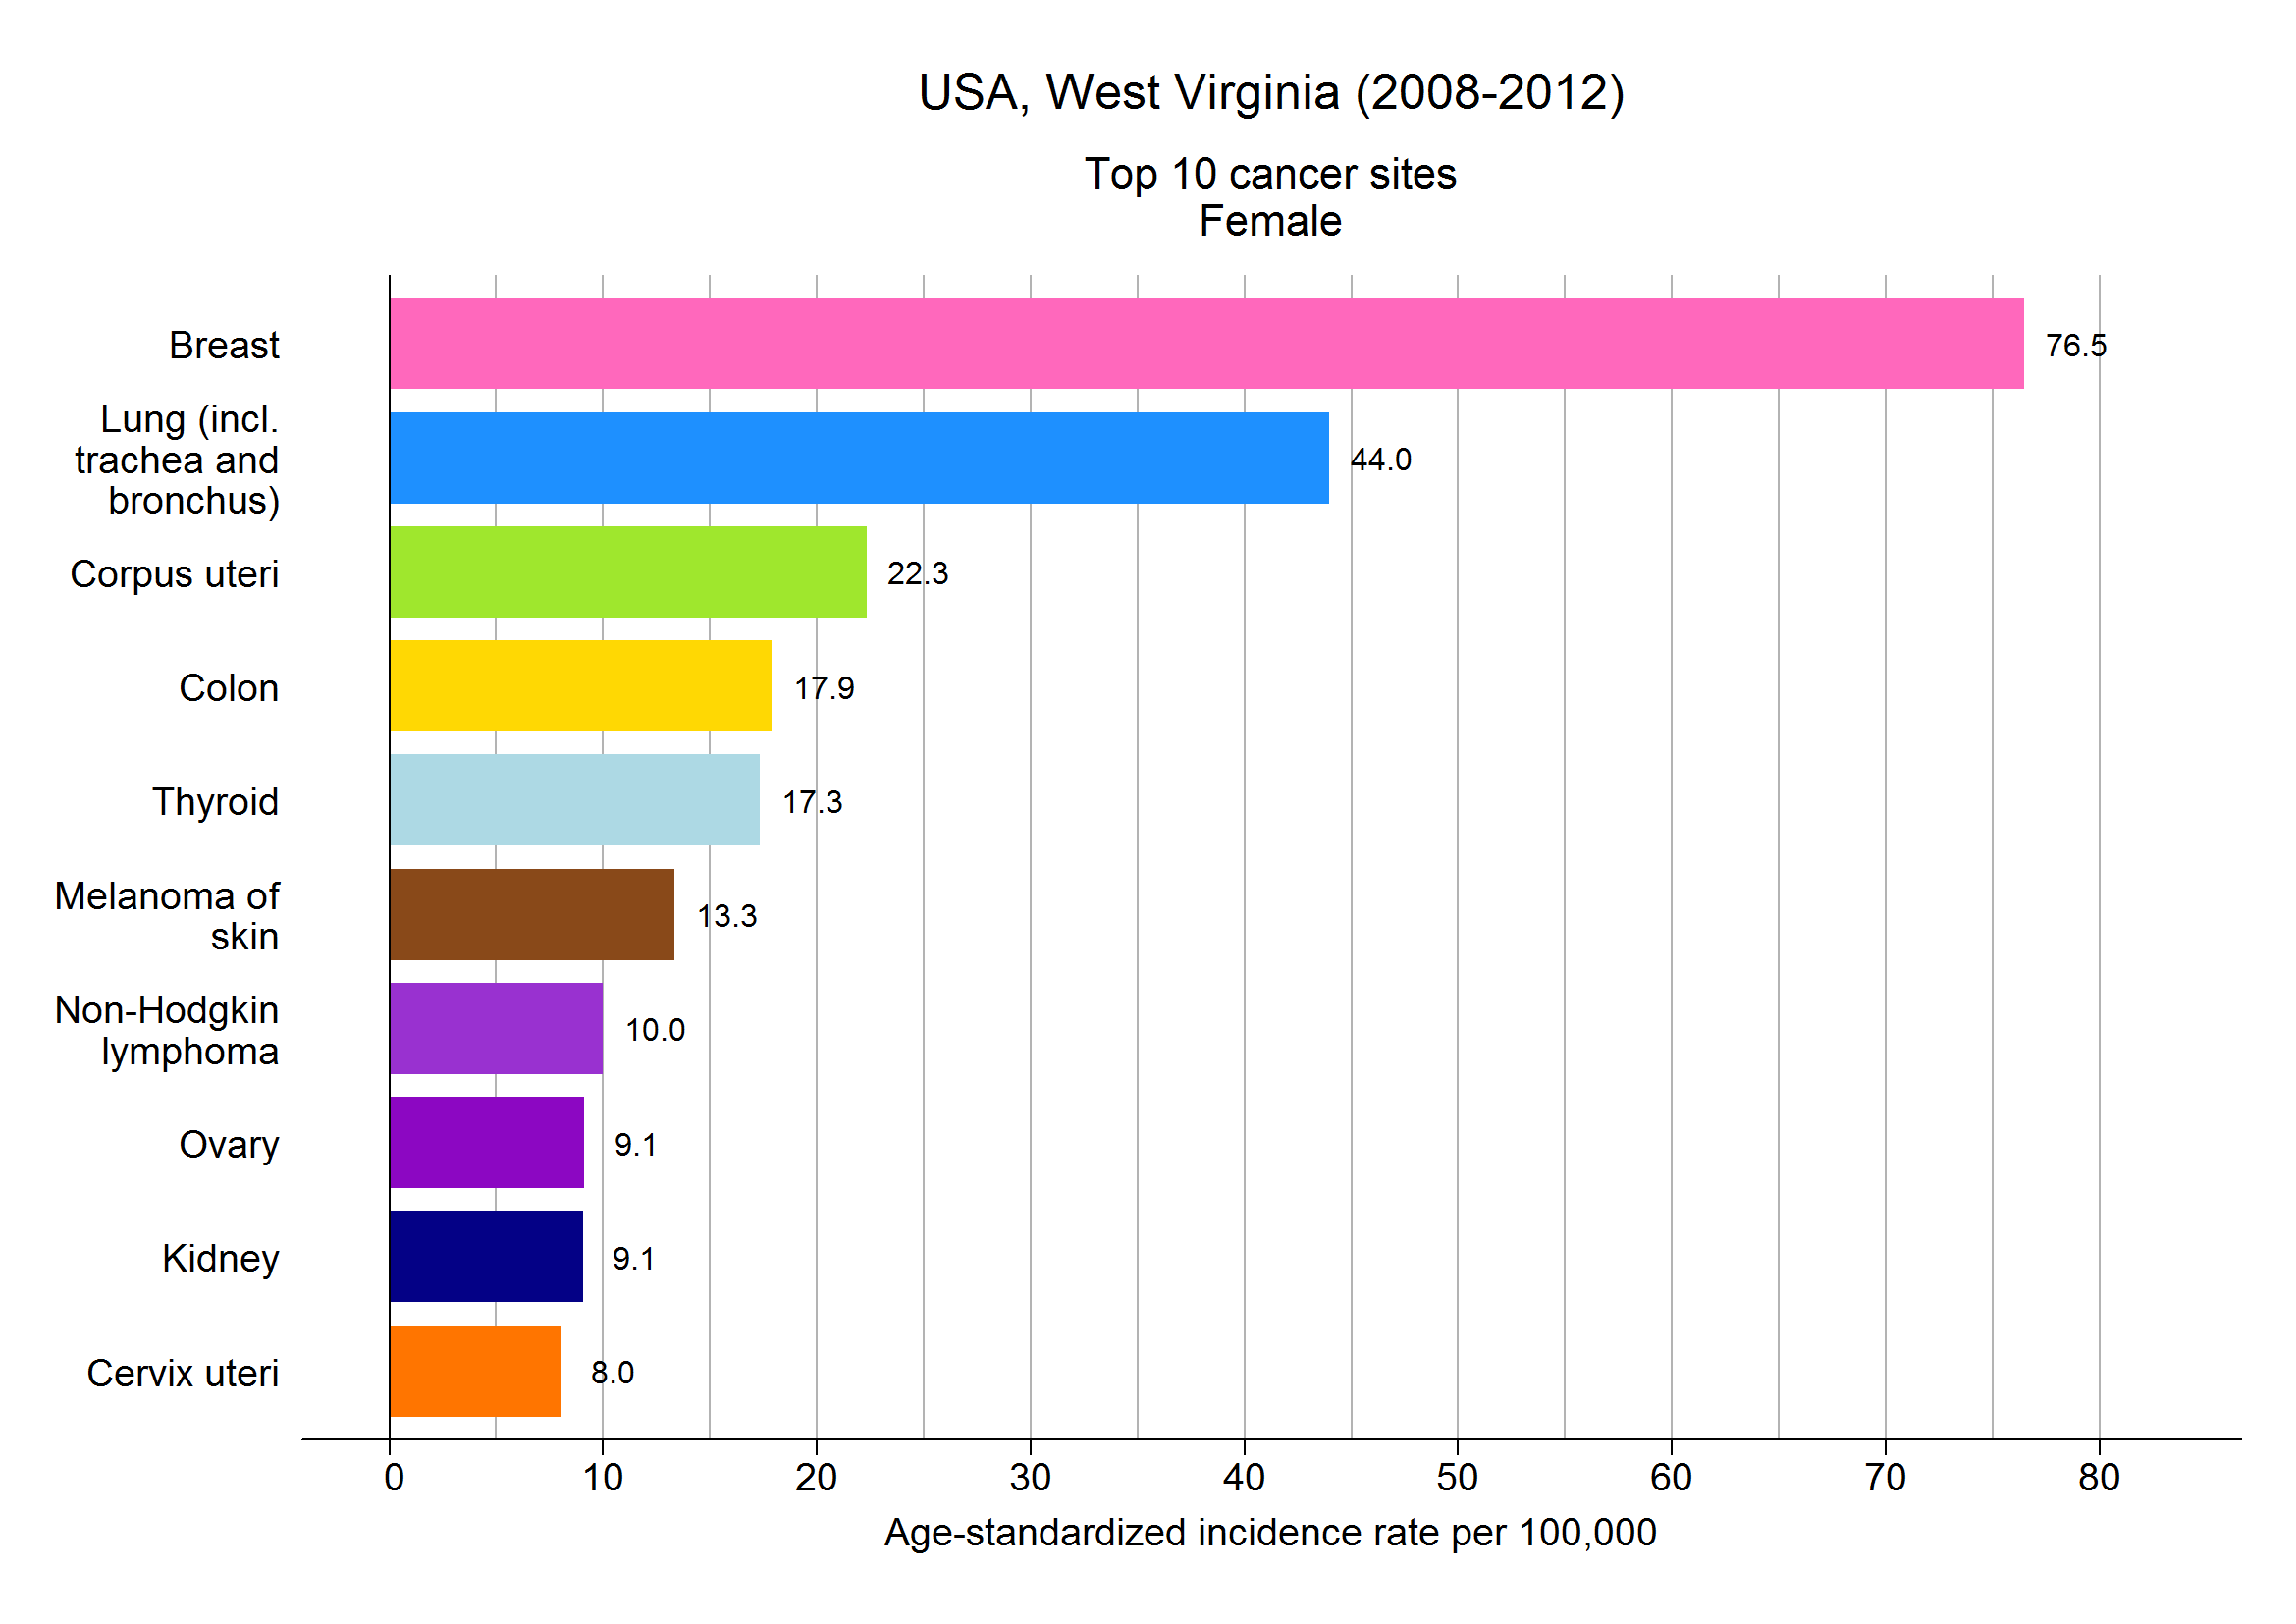 USA, West Virginia (2008-2012)
Top 10 cancer sites
Female
Breast
76.5
Lung (incl.
trachea and
bronchus)
44.0
Corpus uteri
22.3
Colon
17.9
Thyroid
17.3
Melanoma of
skin
13.3
Non-Hodgkin
lymphoma
10.0
Ovary
9.1
Kidney
9.1
Cervix uteri
8.0
0 10 20 30 40 50 60 70 80
Age-standardized incidence rate per 100,000